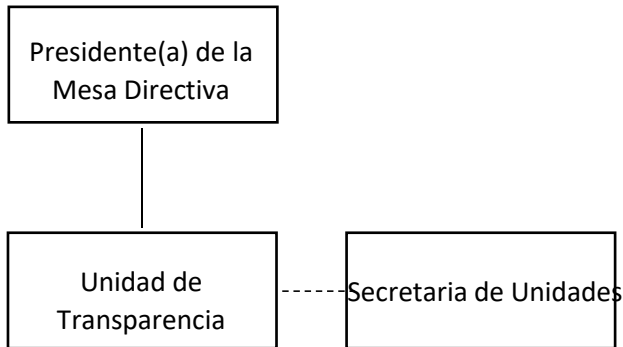 Presidente(a) de la
Mesa Directiva
Unidad de
Transparencia
Secretaria de Unidades